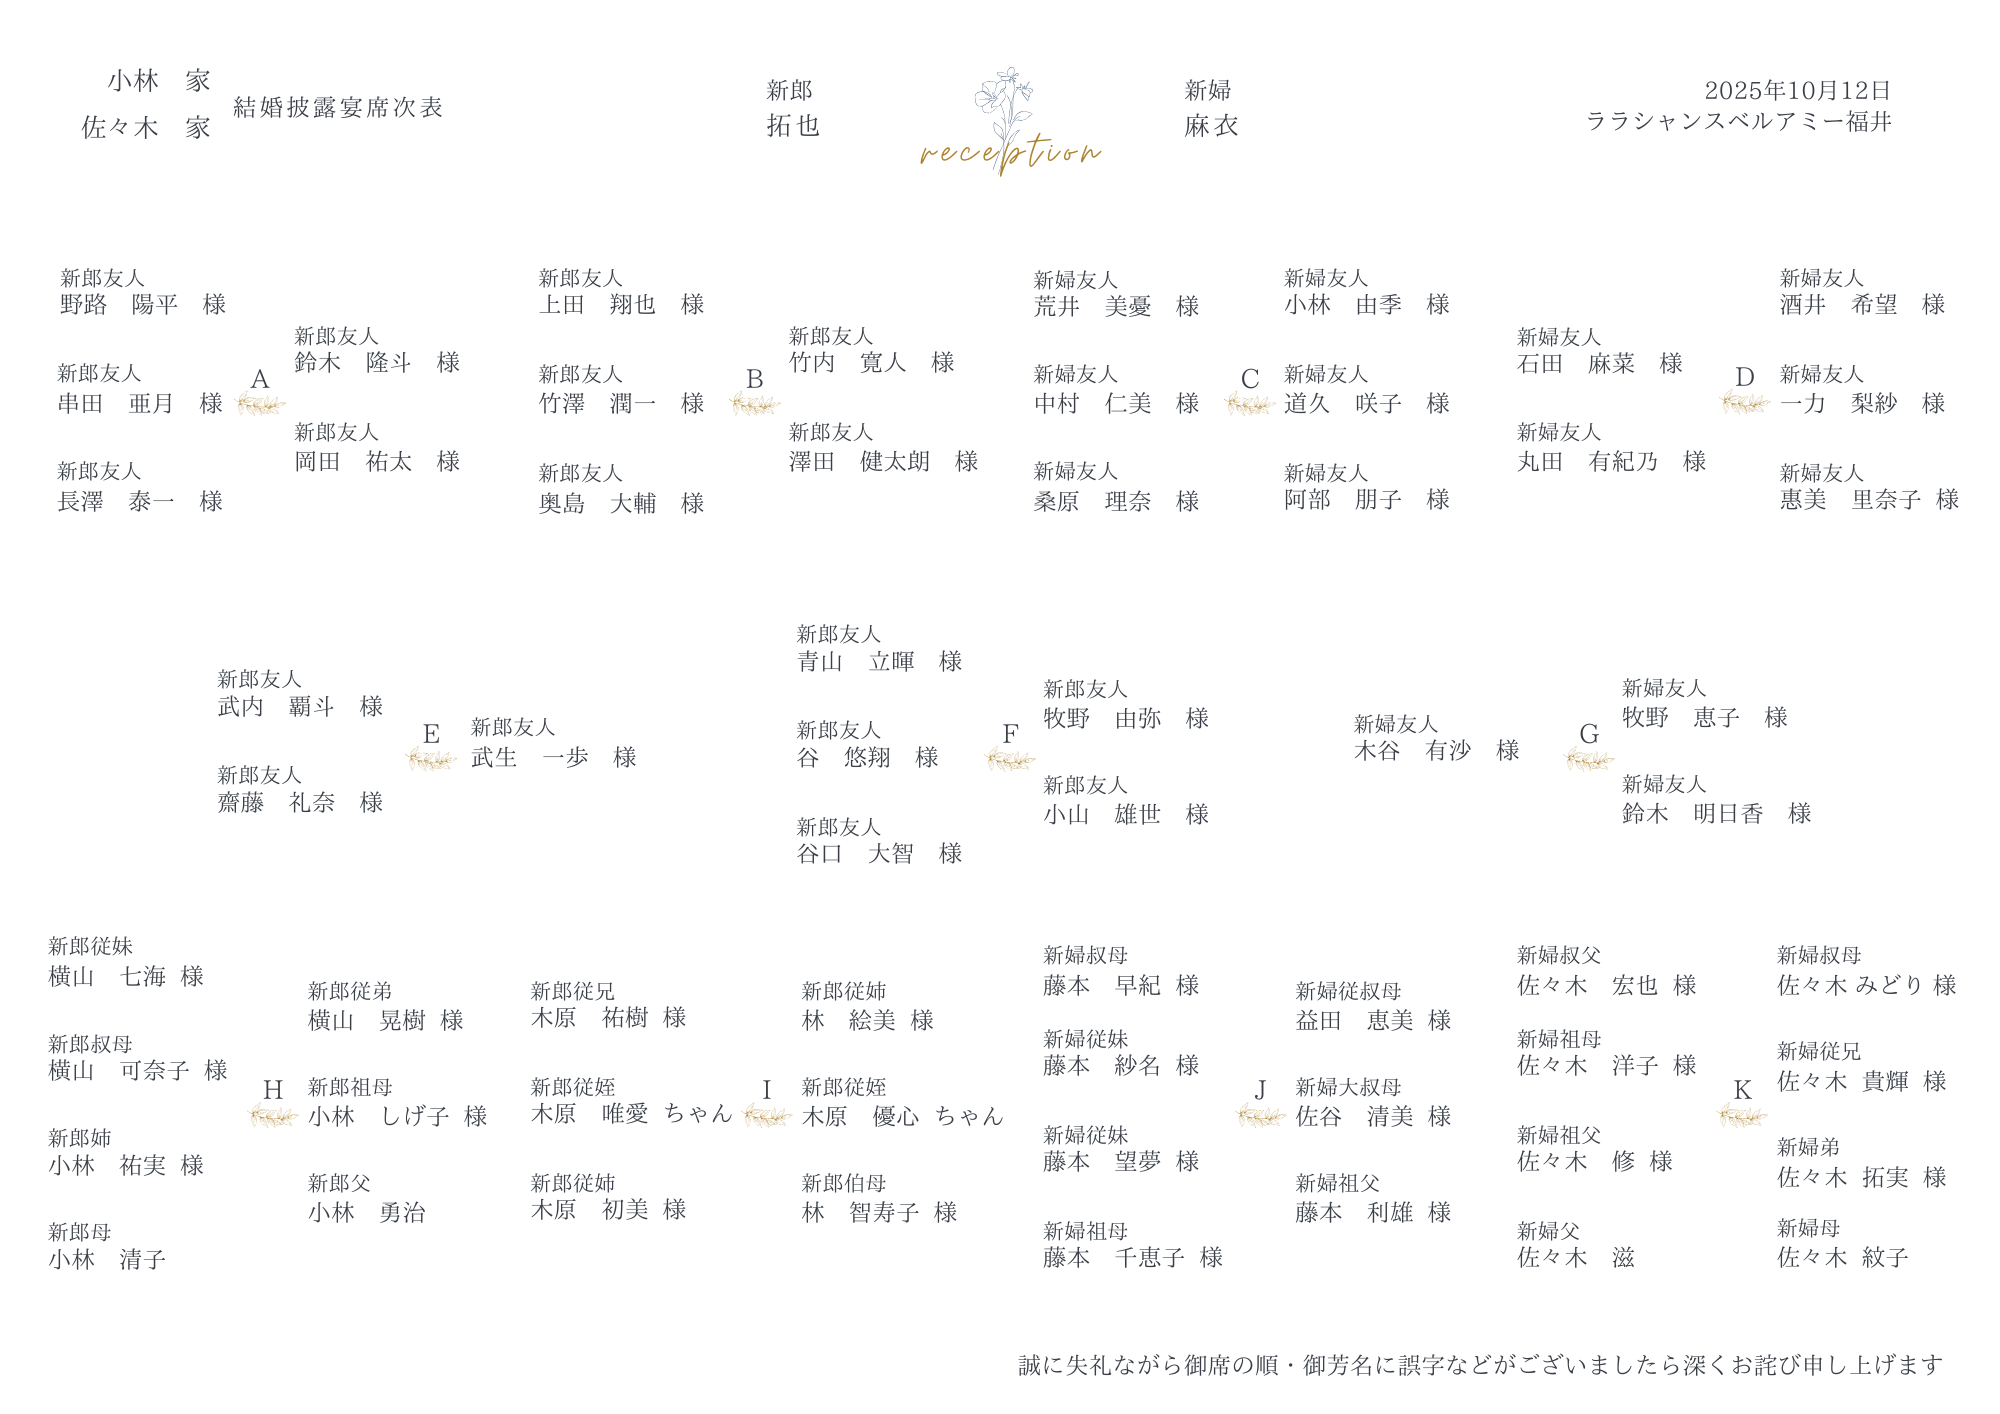 小林　家
佐々木　家
結婚披露宴席次表
新郎
拓也
reception
新婦
麻衣
2025年10月12日
ララシャンスベルアミー福井
新郎友人
野路　陽平　様
新郎友人
串田　亜月　様
新郎友人
長澤　泰一　様
A
新郎友人
鈴木　隆斗　様
新郎友人
岡田　祐太　様
新郎友人
上田　翔也　様
新郎友人
竹澤　潤一　様
新郎友人
奥島　大輔　様
B
新郎友人
竹内　寛人　様
新郎友人
澤田　健太朗　様
新婦友人
荒井　美憂　様
新婦友人
中村　仁美　様
新婦友人
桑原　理奈　様
C
新婦友人
小林　由季　様
新婦友人
道久　咲子　様
新婦友人
阿部　朋子　様
新婦友人
石田　麻菜　様
新婦友人
丸田　有紀乃　様
D
新婦友人
酒井　希望　様
新婦友人
一力　梨紗　様
新婦友人
惠美　里奈子 様
新郎友人
武内　覇斗　様
新郎友人
齋藤　礼奈　様
E
新郎友人
武生　一歩　様
新郎友人
青山　立暉　様
新郎友人
谷　悠翔　様
新郎友人
谷口　大智　様
F
新郎友人
牧野　由弥　様
新郎友人
小山　雄世　様
新婦友人
木谷　有沙　様
G
新婦友人
牧野　恵子　様
新婦友人
鈴木　明日香　様
新郎従妹
横山　七海 様
新郎叔母
横山　可奈子 様
新郎姉
小林　祐実 様
新郎母
小林　清子
H
新郎従弟
横山　晃樹 様
新郎祖母
小林　しげ子 様
新郎父
小林　勇治
新郎従兄
木原　祐樹 様
新郎従姪
木原　唯愛 ちゃん
新郎従姉
木原　初美 様
I
新郎従姉
林　絵美 様
新郎従姪
木原　優心 ちゃん
新郎伯母
林　智寿子 様
新婦叔母
藤本　早紀 様
新婦従妹
藤本　紗名 様
新婦従妹
藤本　望夢 様
新婦祖母
藤本　千恵子 様
J
新婦従叔母
益田　恵美 様
新婦大叔母
佐谷　清美 様
新婦祖父
藤本　利雄 様
新婦叔父
佐々木　宏也 様
新婦祖母
佐々木　洋子 様
新婦祖父
佐々木　修 様
新婦父
佐々木　滋
K
新婦叔母
佐々木 みどり 様
新婦従兄
佐々木 貴輝 様
新婦弟
佐々木 拓実 様
新婦母
佐々木 紋子
誠に失礼ながら御席の順・御芳名に誤字などがございましたら深くお詫び申し上げます